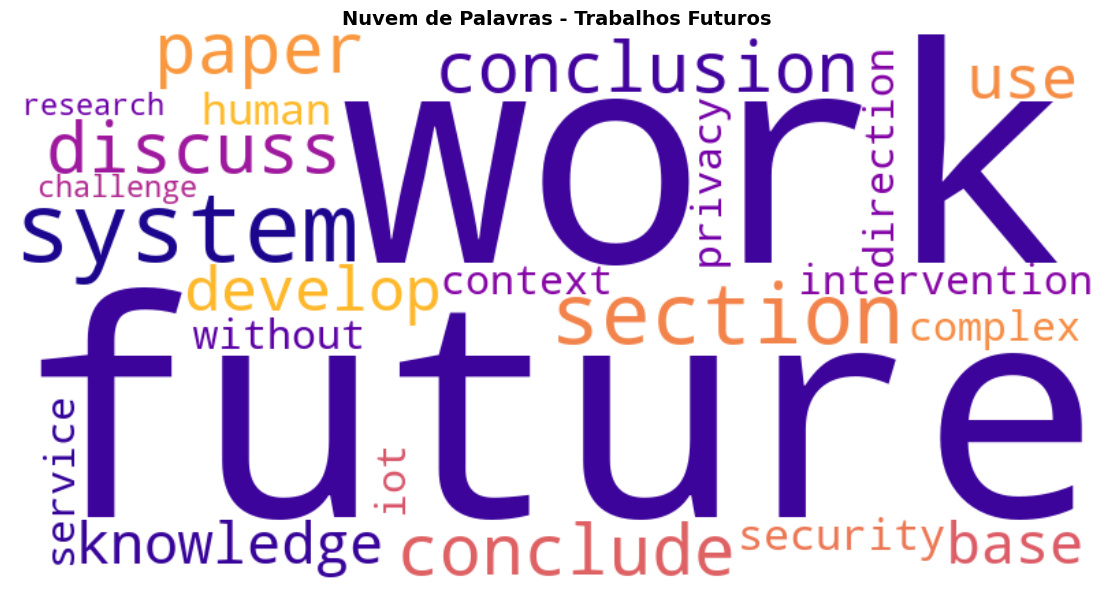 Nuvem de Palavras - Trabalhos Futuros
paper
conclusion
use
research
human
work
discuss
privacy
direction
challenge
system
develop
context
intervention
section
without
complex
future
service
iot
knowledge
conclude
security
base